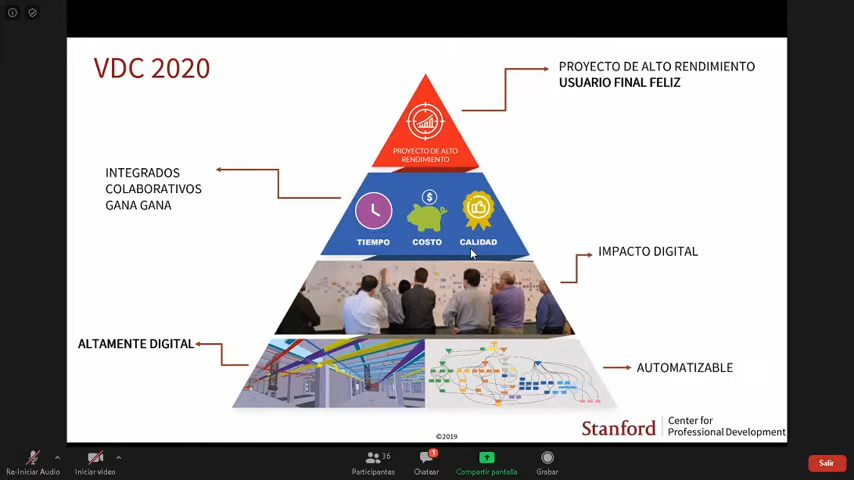 VDC 2020
PROYECTO DE ALTO RENDIMIENTO
USUARIO FINAL FELIZ
PROYECTO DE ALTO
RENDIMIENTO
INTEGRADOS
COLABORATIVOS
GANA GANA
$
TIEMPO
COSTO
CALIDAD
IMPACTO DIGITAL
ALTAMENTE DIGITAL
AUTOMATIZABLE
Stanford
Center for
Professional Development
©2019
Re-Iniciar Audio
Iniciar video
36
Participantes
1
Chatear
Compartir pantalla
Grabar
Salir